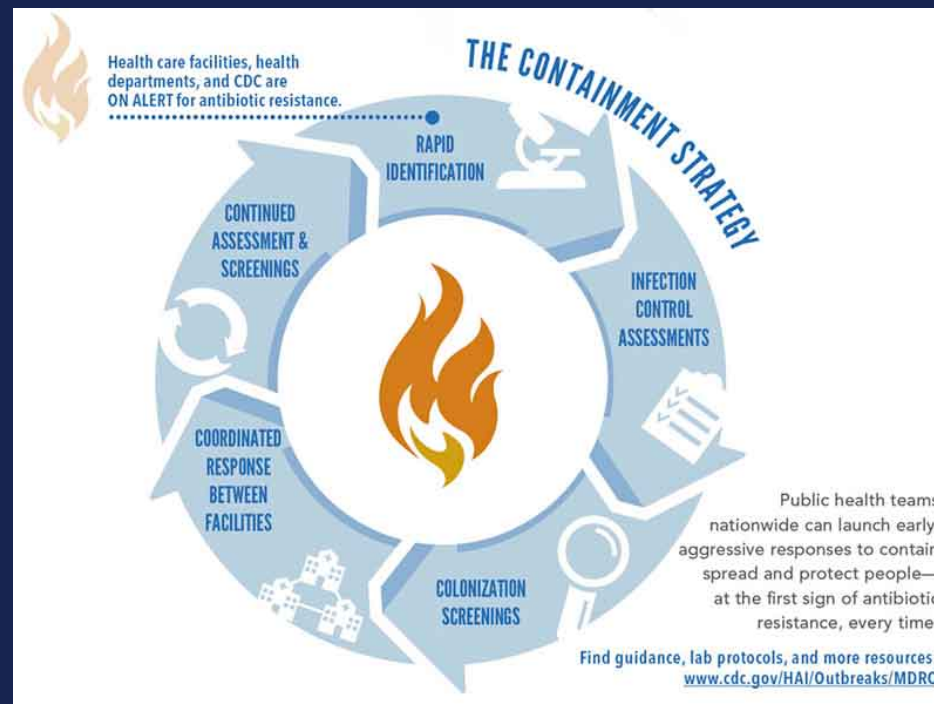 Health care facilities, health
departments, and CDC are
ON ALERT for antibiotic resistance.
THE CONTAINMENT STRATEGY
RAPID
IDENTIFICATION
INFECTION
CONTROL
ASSESSMENTS
COLONIZATION
SCREENINGS
COORDINATED
RESPONSE
BETWEEN
FACILITIES
CONTINUED
ASSESSMENT &
SCREENINGS
Public health teams
nationwide can launch early
aggressive responses to contain
spread and protect people—
at the first sign of antibiotic
resistance, every time
Find guidance, lab protocols, and more resources
www.cdc.gov/HAI/Outbreaks/MDRO